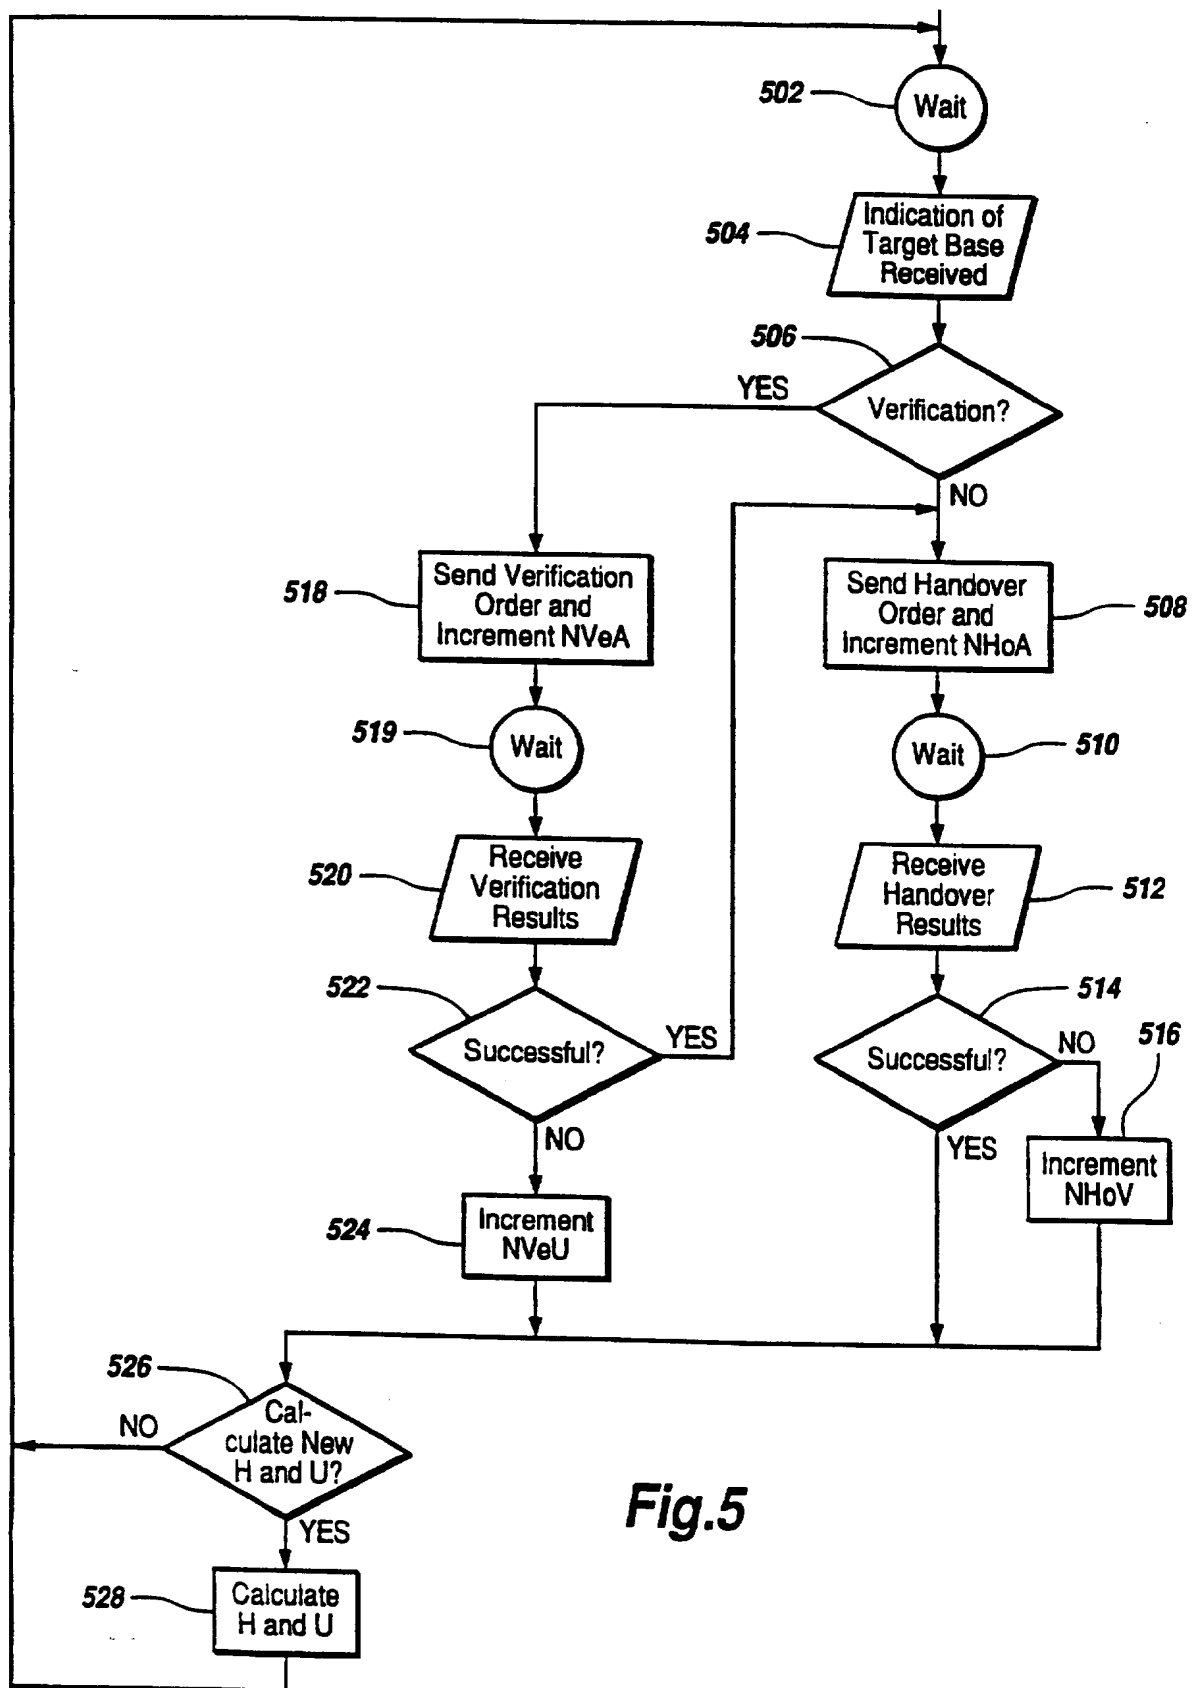 502
Wait
504
Indication of
Target Base
Received
506
YES
Verification?
NO
518
Send Verification
Order and
Increment NVeA
Send Handover
Order and
Increment NHoA
508
519
Wait
Wait
510
520
Receive
Verification
Results
Receive
Handover
Results
512
522
Successful?
YES
514
Successful?
NO
516
NO
YES
Increment
NHoV
524
Increment
NVeU
526
NO
Cal-
culate New
H and U?
YES
528
Calculate
H and U
Fig.5